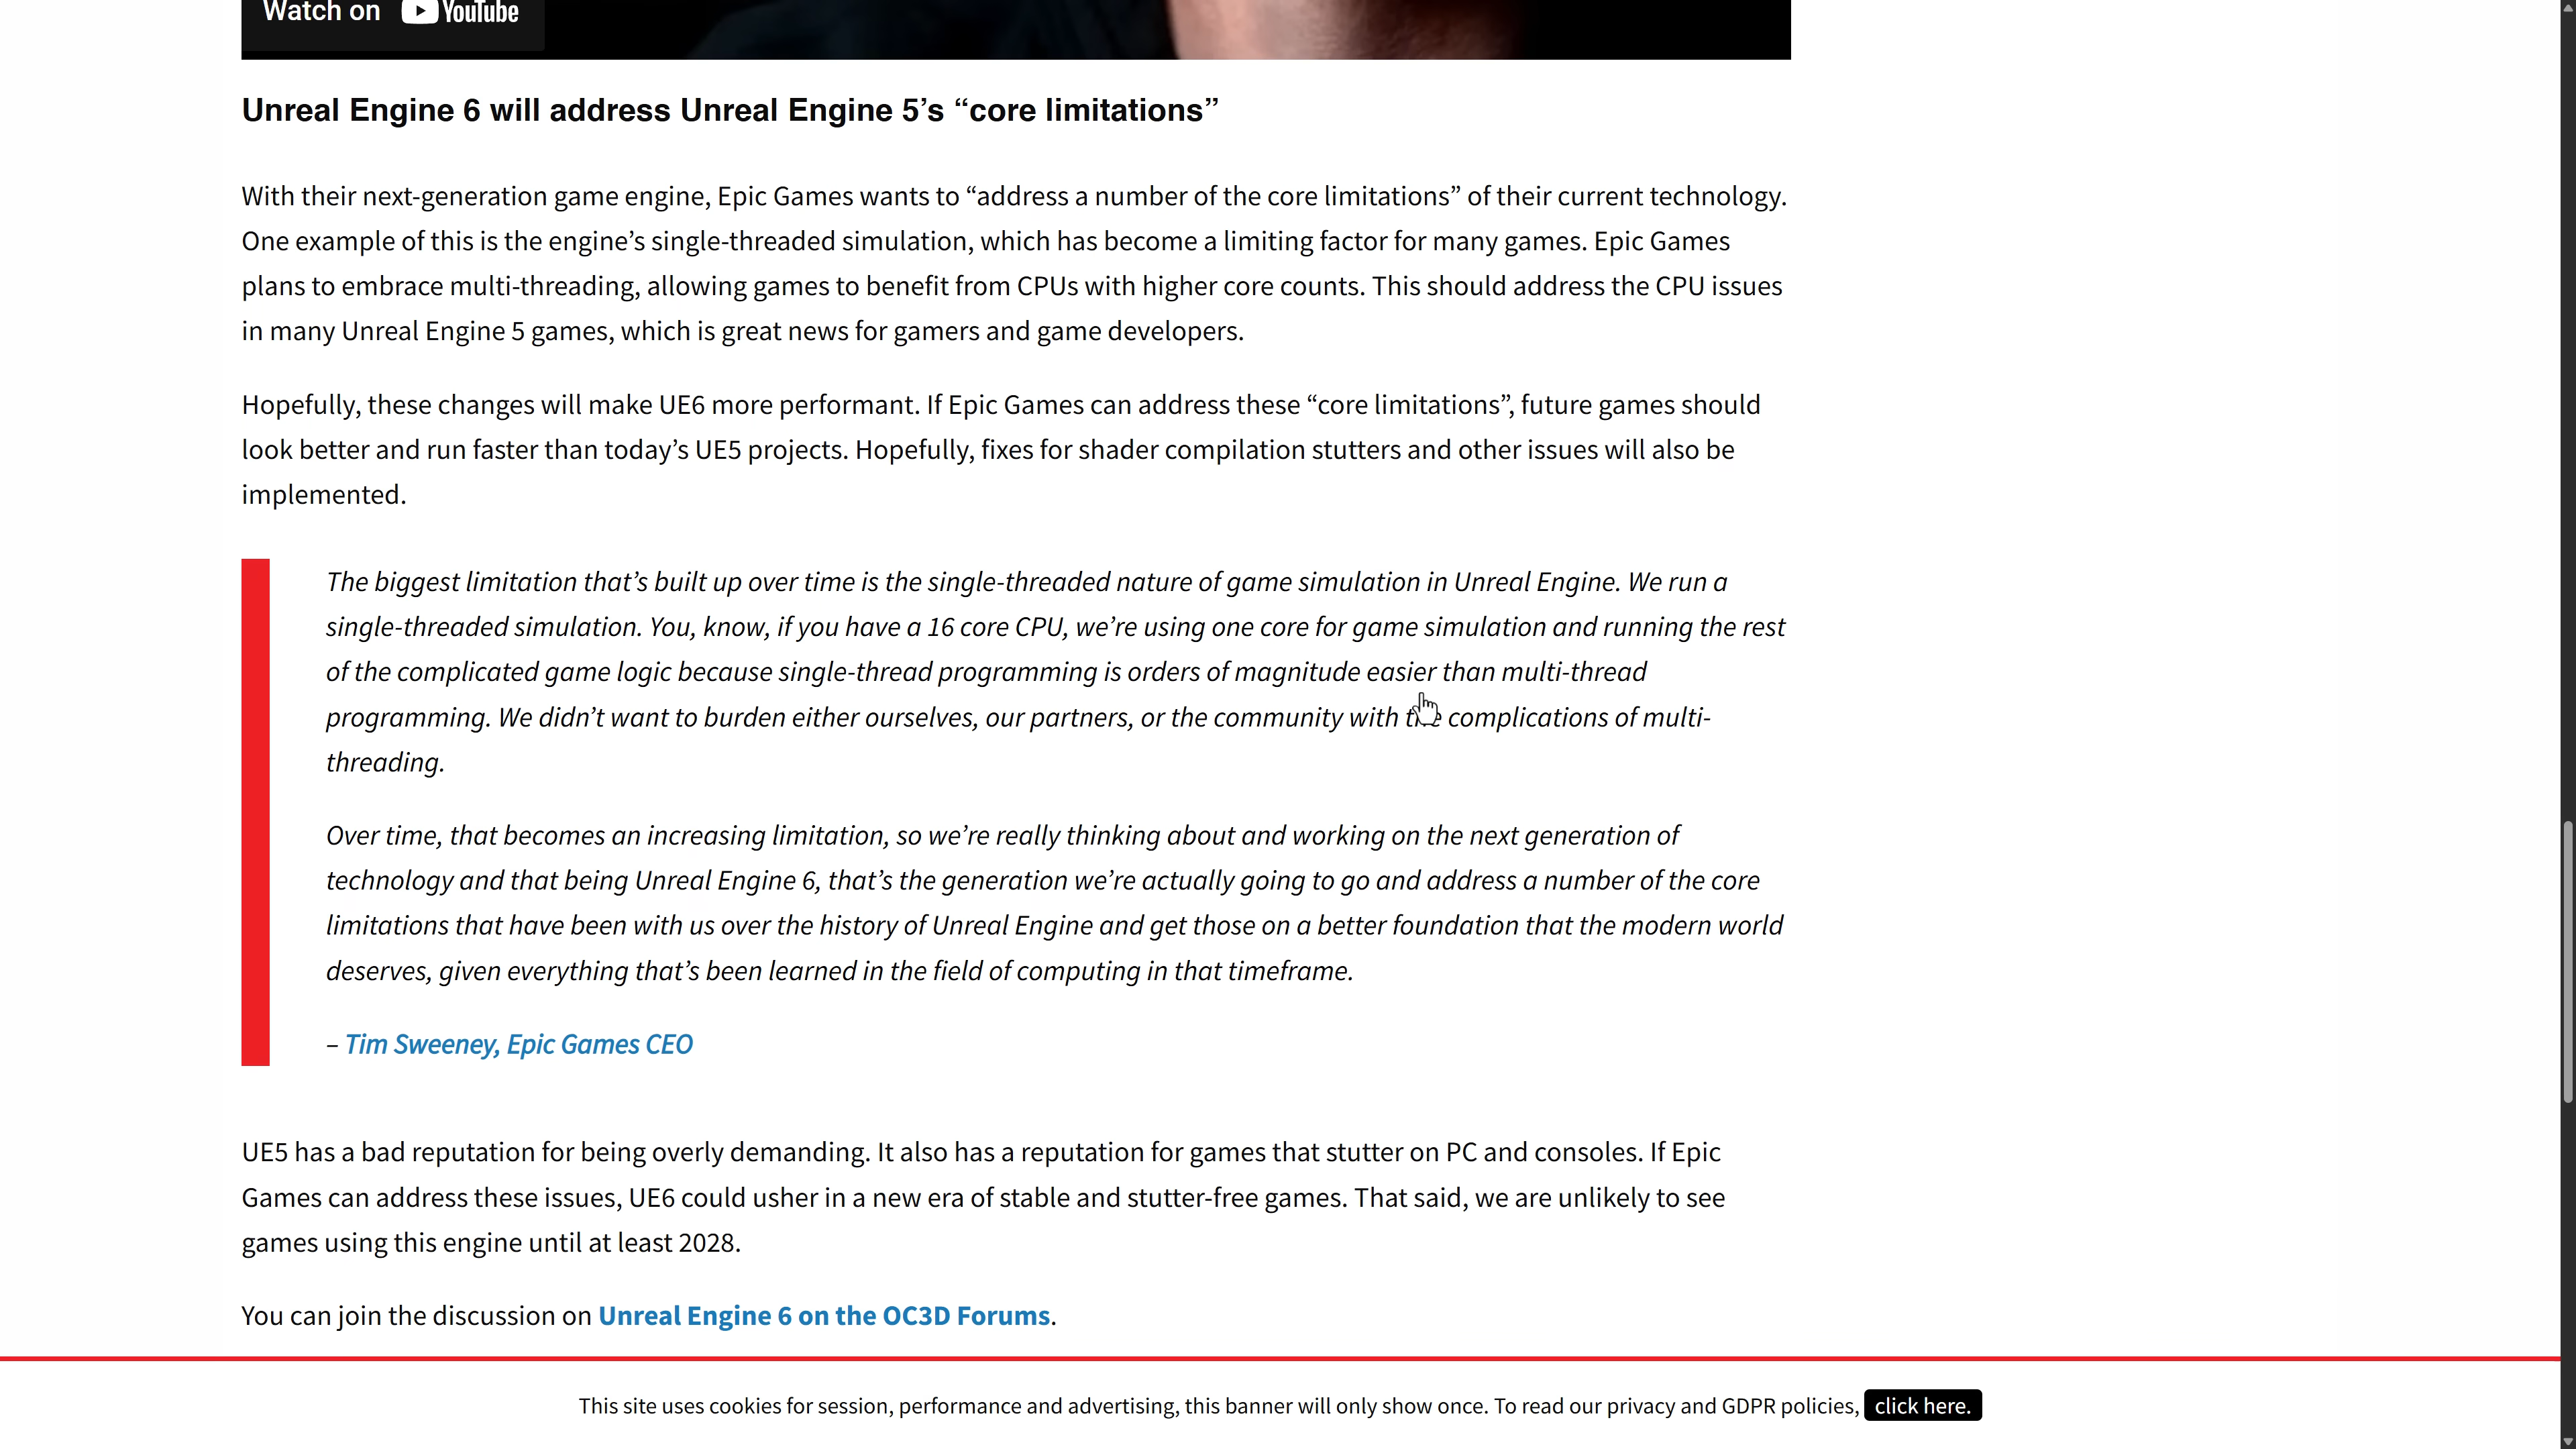 Watch on YouTube
Unreal Engine 6 will address Unreal Engine 5’s “core limitations”
With their next-generation game engine, Epic Games wants to “address a number of the core limitations” of their current technology.
One example of this is the engine’s single-threaded simulation, which has become a limiting factor for many games. Epic Games
plans to embrace multi-threading, allowing games to benefit from CPUs with higher core counts. This should address the CPU issues
in many Unreal Engine 5 games, which is great news for gamers and game developers.
Hopefully, these changes will make UE6 more performant. If Epic Games can address these “core limitations”, future games should
look better and run faster than today’s UE5 projects. Hopefully, fixes for shader compilation stutters and other issues will also be
implemented.
The biggest limitation that’s built up over time is the single-threaded nature of game simulation in Unreal Engine. We run a
single-threaded simulation. You, know, if you have a 16 core CPU, we’re using one core for game simulation and running the rest
of the complicated game logic because single-thread programming is orders of magnitude easier than multi-thread
programming. We didn’t want to burden either ourselves, our partners, or the community with the complications of multi-
threading.
Over time, that becomes an increasing limitation, so we’re really thinking about and working on the next generation of
technology and that being Unreal Engine 6, that’s the generation we’re actually going to go and address a number of the core
limitations that have been with us over the history of Unreal Engine and get those on a better foundation that the modern world
deserves, given everything that’s been learned in the field of computing in that timeframe.
– Tim Sweeney, Epic Games CEO
UE5 has a bad reputation for being overly demanding. It also has a reputation for games that stutter on PC and consoles. If Epic
Games can address these issues, UE6 could usher in a new era of stable and stutter-free games. That said, we are unlikely to see
games using this engine until at least 2028.
You can join the discussion on Unreal Engine 6 on the OC3D Forums.
This site uses cookies for session, performance and advertising, this banner will only show once. To read our privacy and GDPR policies, click here.